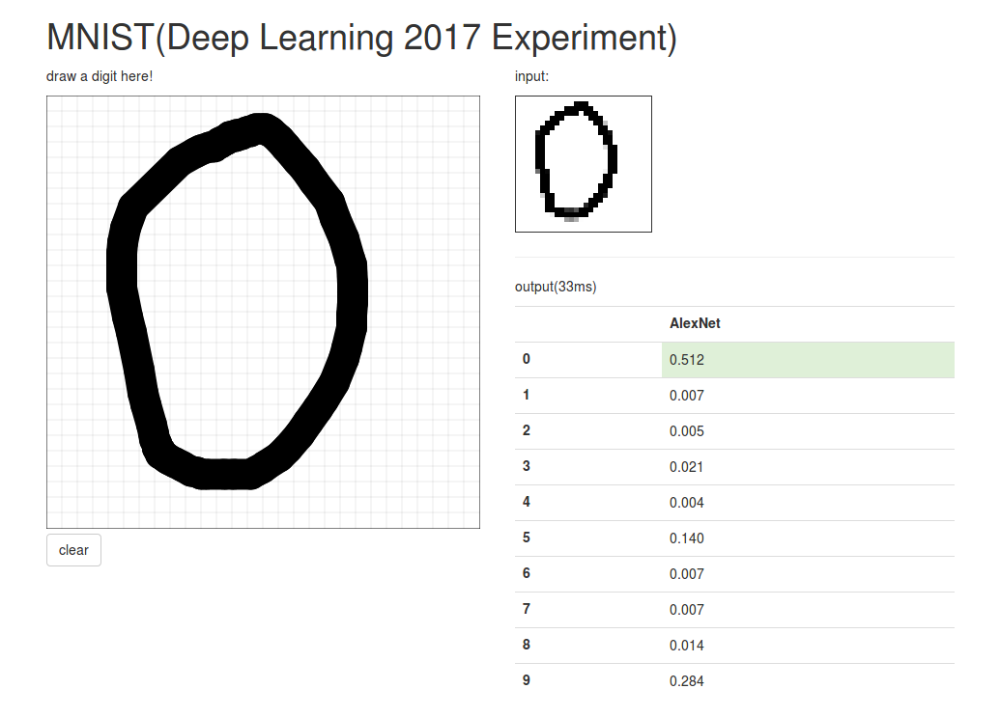 MNIST(Deep Learning 2017 Experiment)
draw a digit here!
clear
input:
output(33ms)
AlexNet
0 0.512
1 0.007
2 0.005
3 0.021
4 0.004
5 0.140
6 0.007
7 0.007
8 0.014
9 0.284